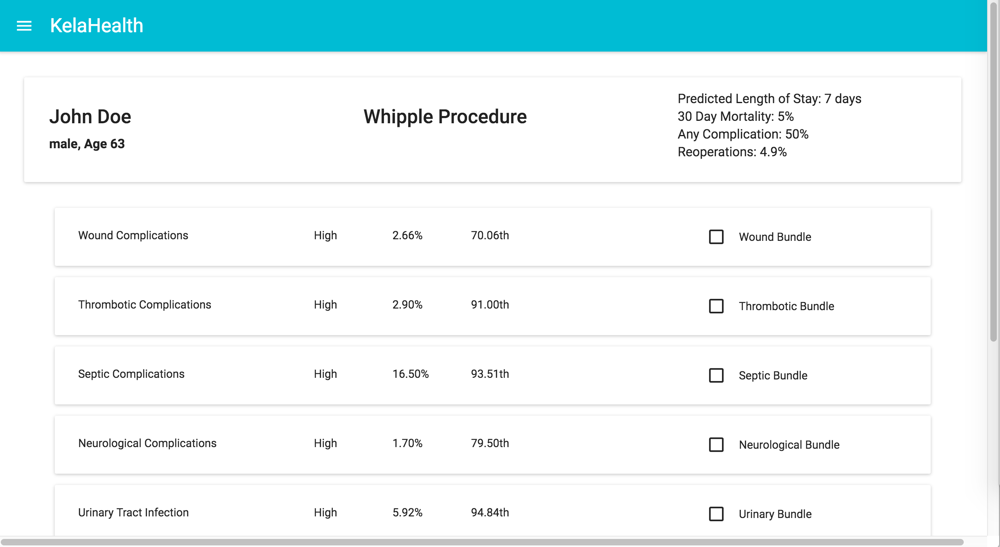 KelaHealth
John Doe
male, Age 63
Whipple Procedure
Predicted Length of Stay: 7 days
30 Day Mortality: 5%
Any Complication: 50%
Reoperations: 4.9%
Wound Complications High 2.66% 70.06th Wound Bundle
Thrombotic Complications High 2.90% 91.00th Thrombotic Bundle
Septic Complications High 16.50% 93.51th Septic Bundle
Neurological Complications High 1.70% 79.50th Neurological Bundle
Urinary Tract Infection High 5.92% 94.84th Urinary Bundle